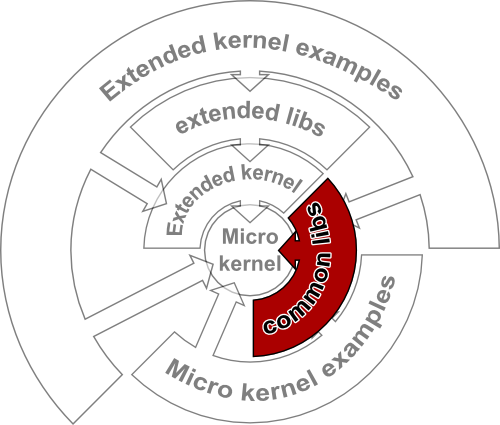 Extended kernel examples
extended libs
Extended kernel
Micro
kernel
common libs
Micro kernel examples